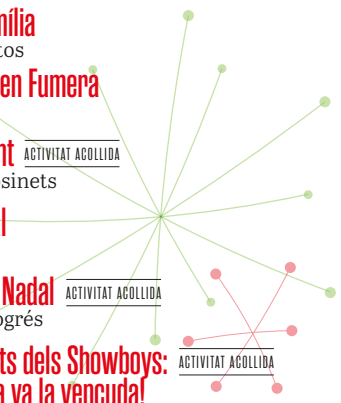 mília
tos
en Fumera
nt ACTIVITAT ACOLLIDA
sinets
l
Nadal ACTIVITAT ACOLLIDA
ogrés
ts dels Showboys: ACTIVITAT ACOLLIDA
a va la vençuda!